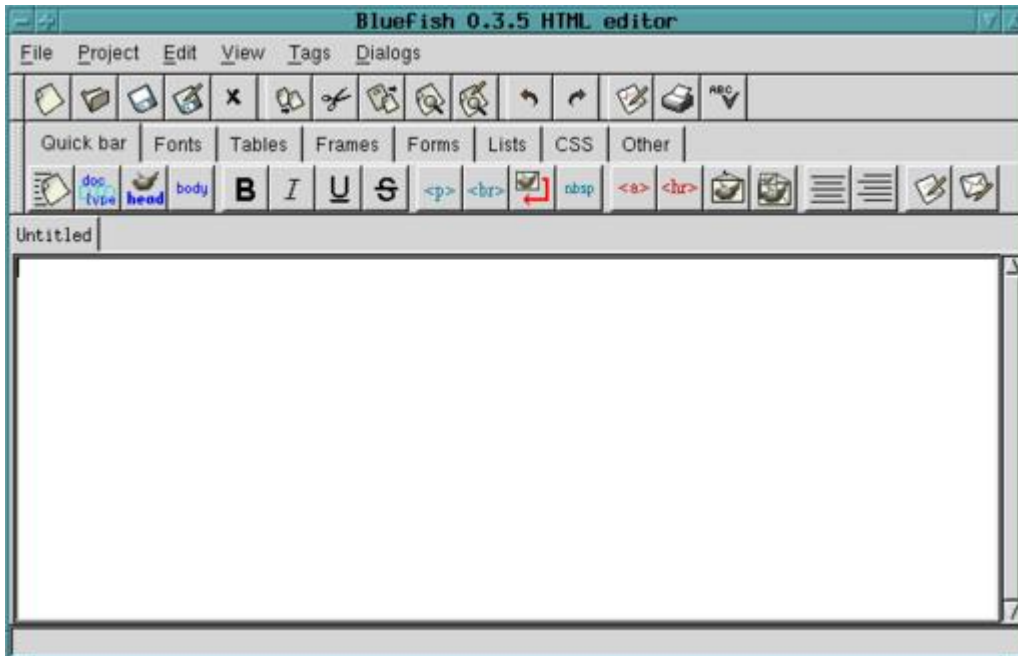 BlueFish 0.3.5 HTML editor
File Project Edit View Tags Dialogs
ABC
Quick bar Fonts Tables Frames Forms Lists CSS Other
doc type head body B I U S <p> <br> nbsp <a> <hr>
Untitled